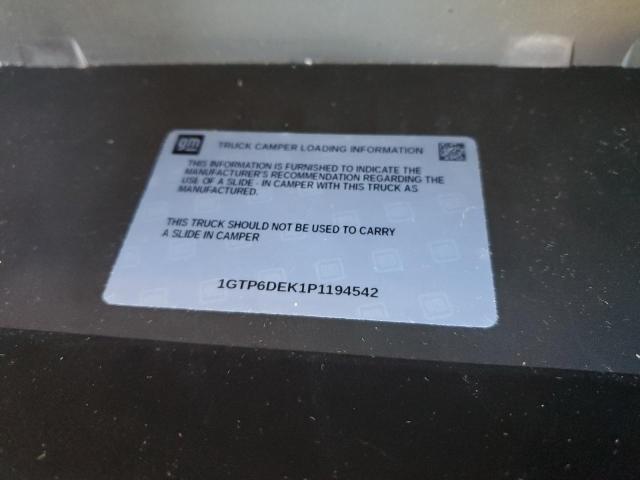 gm
TRUCK CAMPER LOADING INFORMATION
THIS INFORMATION IS FURNISHED TO INDICATE THE
MANUFACTURER'S RECOMMENDATION REGARDING THE
USE OF A SLIDE - IN CAMPER WITH THIS TRUCK AS
MANUFACTURED.
THIS TRUCK SHOULD NOT BE USED TO CARRY
A SLIDE IN CAMPER
1GTP6DEK1P1194542